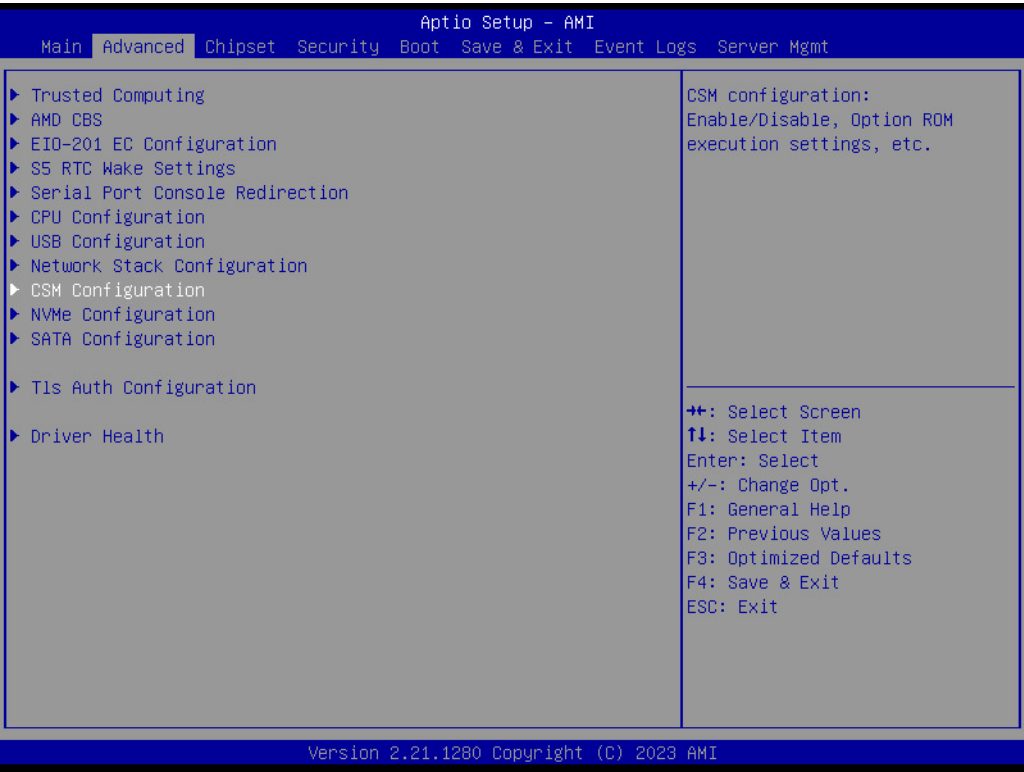 Aptio Setup – AMI
Main Advanced Chipset Security Boot Save & Exit Event Logs Server Mgmt
Trusted Computing
AMD CBS
EIO-201 EC Configuration
S5 RTC Wake Settings
Serial Port Console Redirection
CPU Configuration
USB Configuration
Network Stack Configuration
CSM Configuration
NVMe Configuration
SATA Configuration
Tls Auth Configuration
Driver Health
CSM configuration:
Enable/Disable, Option ROM
execution settings, etc.
→←: Select Screen
↑↓: Select Item
Enter: Select
+/-: Change Opt.
F1: General Help
F2: Previous Values
F3: Optimized Defaults
F4: Save & Exit
ESC: Exit
Version 2.21.1280 Copyright (C) 2023 AMI